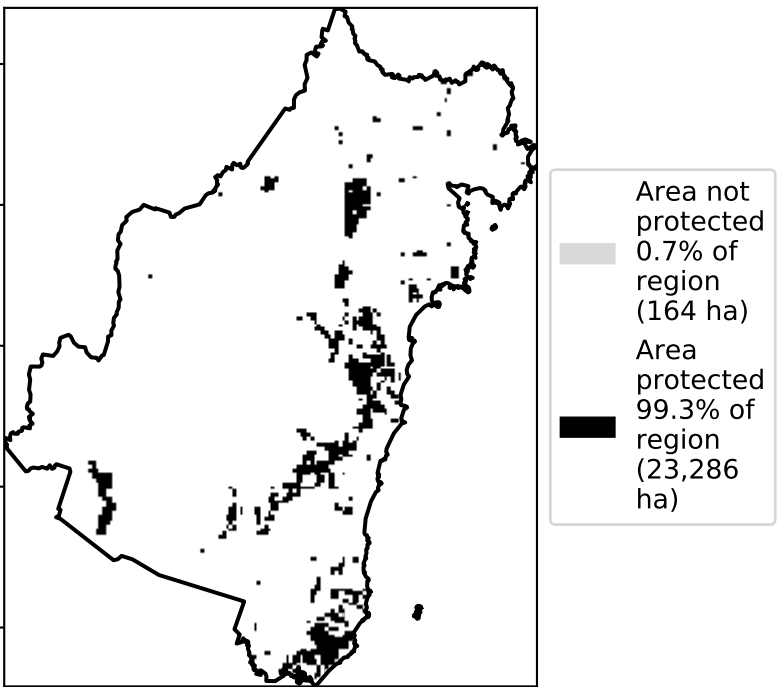 Area not
protected
0.7% of
region
(164 ha)
Area
protected
99.3% of
region
(23,286
ha)